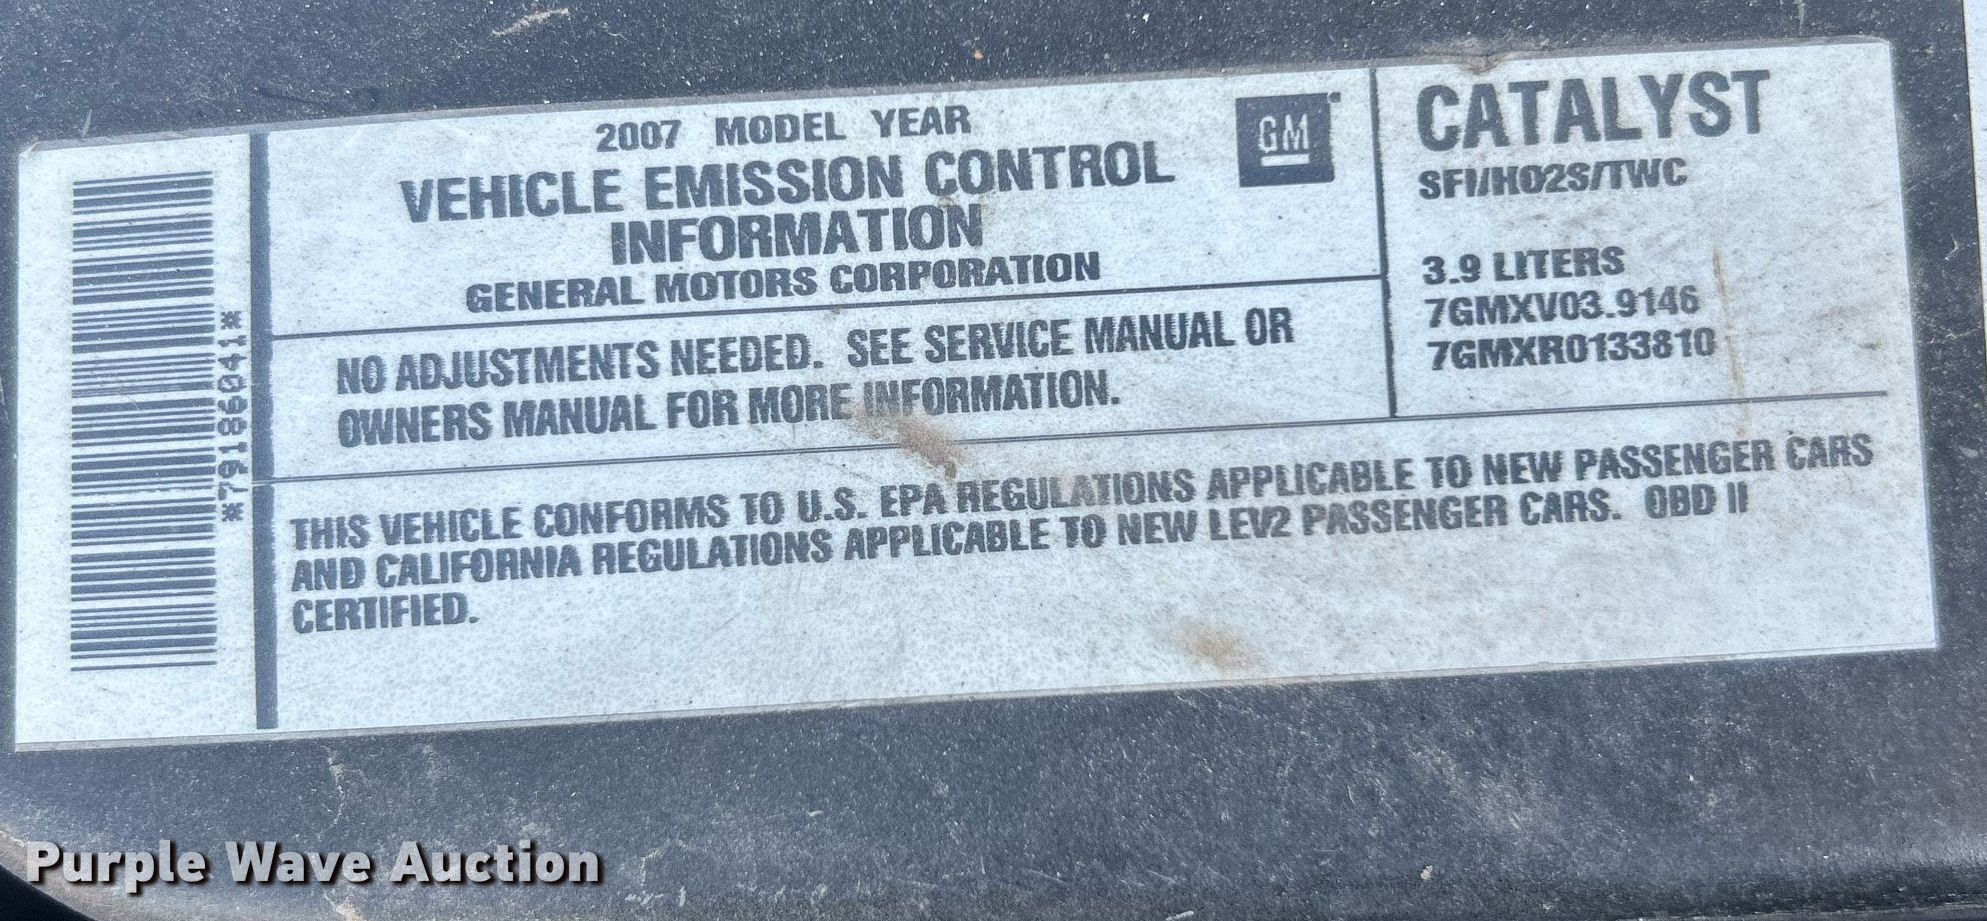 *79186041*
2007 MODEL YEAR
VEHICLE EMISSION CONTROL
INFORMATION
GENERAL MOTORS CORPORATION
GM
NO ADJUSTMENTS NEEDED. SEE SERVICE MANUAL OR
OWNERS MANUAL FOR MORE INFORMATION.
CATALYST
SFI/HO2S/TWC
3.9 LITERS
7GMXV03.9146
7GMXR0133810
THIS VEHICLE CONFORMS TO U.S. EPA REGULATIONS APPLICABLE TO NEW PASSENGER CARS
AND CALIFORNIA REGULATIONS APPLICABLE TO NEW LEV2 PASSENGER CARS. OBD II
CERTIFIED.
Purple Wave Auction